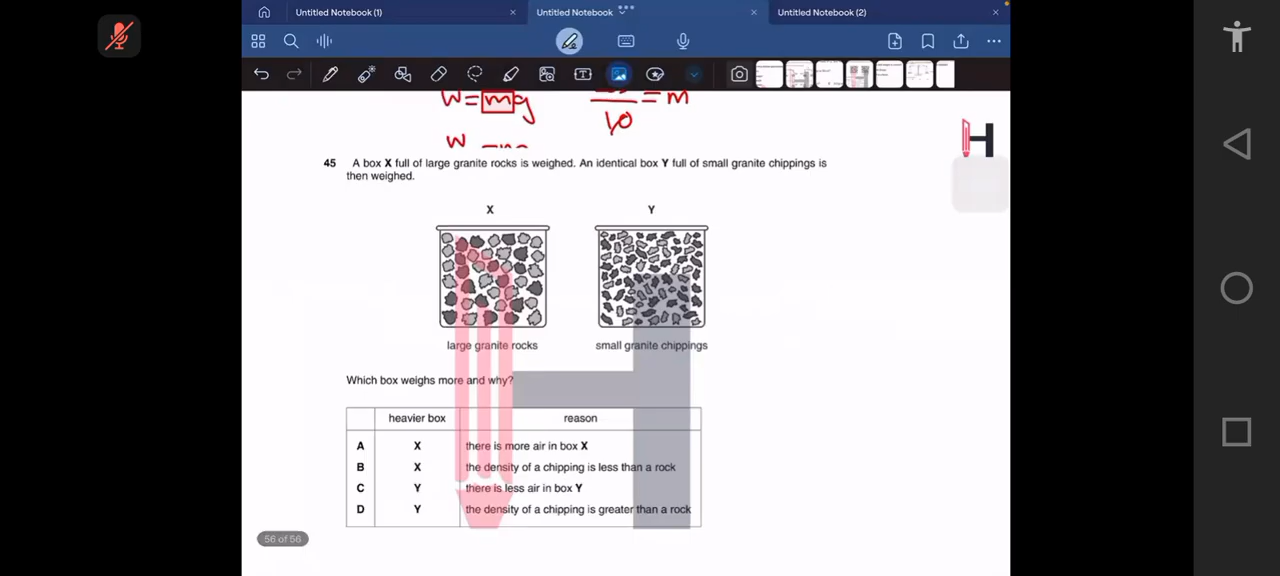 Untitled Notebook (1)
Untitled Notebook
Untitled Notebook (2)
W = mg
10 = m
W
H
45 A box X full of large granite rocks is weighed. An identical box Y full of small granite chippings is
then weighed.
X Y
large granite rocks small granite chippings
Which box weighs more and why?
heavier box reason
A X there is more air in box X
B X the density of a chipping is less than a rock
C Y there is less air in box Y
D Y the density of a chipping is greater than a rock
56 of 56